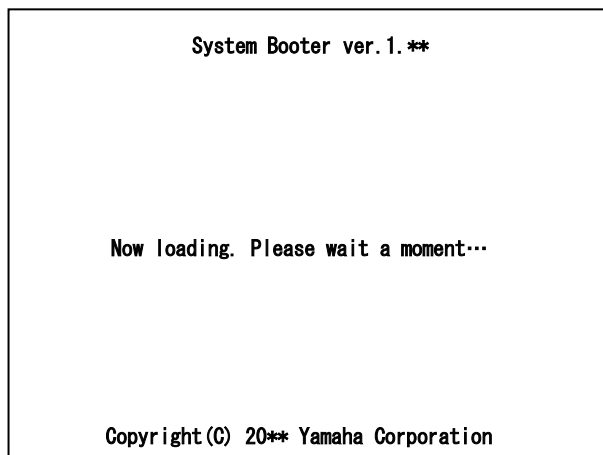 System Booter ver.1.**
Now loading. Please wait a moment…
Copyright(C) 20** Yamaha Corporation